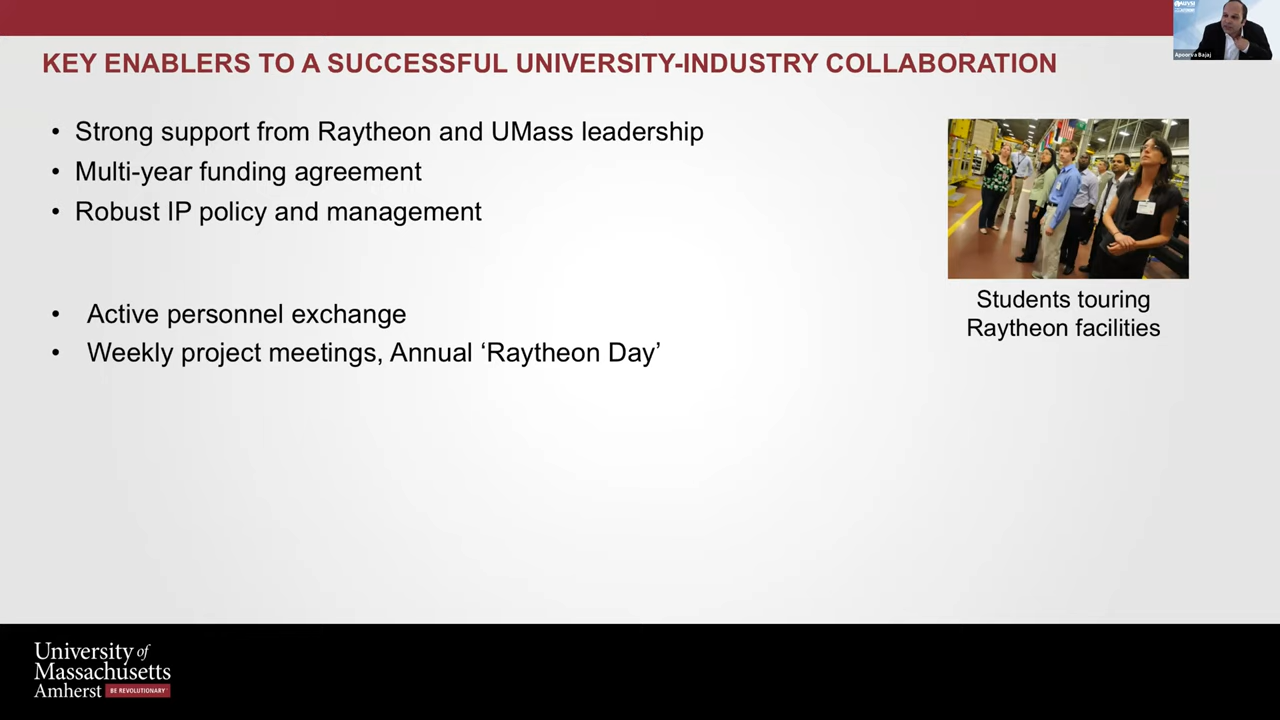 KEY ENABLERS TO A SUCCESSFUL UNIVERSITY-INDUSTRY COLLABORATION
• Strong support from Raytheon and UMass leadership
• Multi-year funding agreement
• Robust IP policy and management
• Active personnel exchange
• Weekly project meetings, Annual ‘Raytheon Day’
Students touring
Raytheon facilities
Apoorva Bajaj
University of
Massachusetts
Amherst BE REVOLUTIONARY